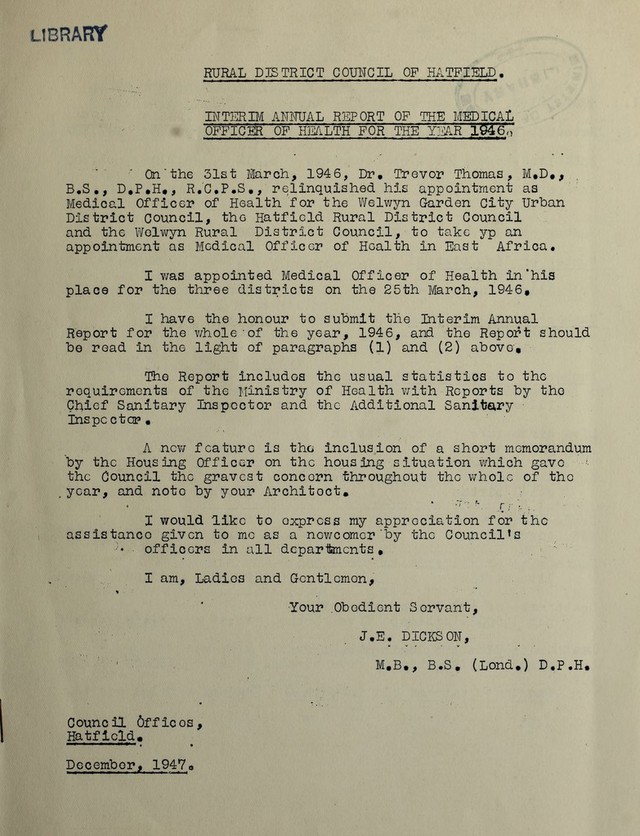 LIBRARY
RURAL DISTRICT COUNCIL OF HATFIELD.
INTERIM ANNUAL REPORT OF THE MEDICAL
OFFICER OF HEALTH FOR THE YEAR 1946.
On the 31st March, 1946, Dr. Trevor Thomas, M.D.,
B.S., D.P.H., R.C.P.S., relinquished his appointment as
Medical Officer of Health for the Welwyn Garden City Urban
District Council, the Hatfield Rural District Council
and the Welwyn Rural District Council, to take yp an
appointment as Medical Officer of Health in East Africa.
I was appointed Medical Officer of Health in his
place for the three districts on the 25th March, 1946.
I have the honour to submit the Interim Annual
Report for the whole of the year, 1946, and the Report should
be read in the light of paragraphs (1) and (2) above.
The Report includes the usual statistics to the
requirements of the Ministry of Health with Reports by the
Chief Sanitary Inspector and the Additional Sanitary
Inspector.
A new feature is the inclusion of a short memorandum
by the Housing Officer on the housing situation which gave
the Council the gravest concern throughout the whole of the
year, and note by your Architect.
I would like to express my appreciation for the
assistance given to me as a newcomer by the Council's
officers in all departments.
I am, Ladies and Gentlemen,
Your Obedient Servant,
J.E. DICKSON,
M.B., B.S. (Lond.) D.P.H.
Council Offices,
Hatfield.
December, 1947.